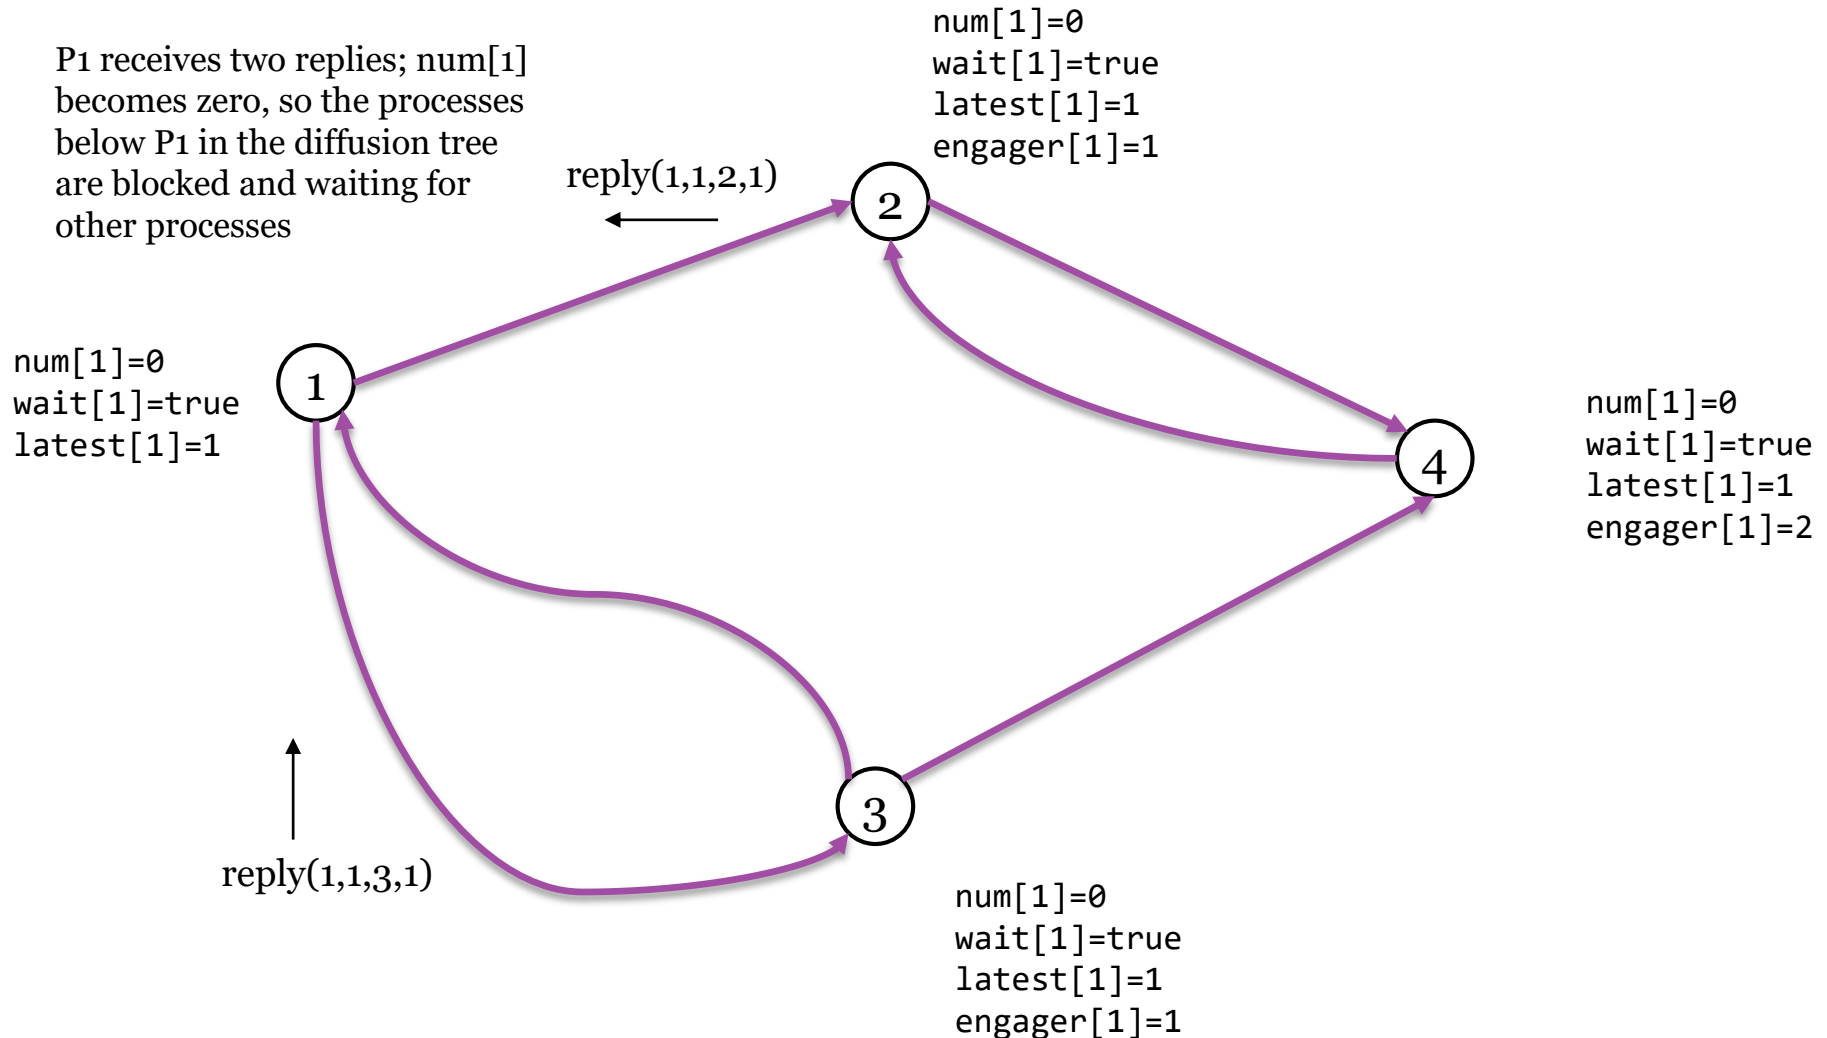 num[1]=0
wait[1]=true
latest[1]=1
engager[1]=1
P1 receives two replies; num[1]
becomes zero, so the processes
below P1 in the diffusion tree
are blocked and waiting for
other processes
reply(1,1,2,1)
2
num[1]=0
wait[1]=true
latest[1]=1
1
num[1]=0
wait[1]=true
latest[1]=1
engager[1]=2
4
3
reply(1,1,3,1)
num[1]=0
wait[1]=true
latest[1]=1
engager[1]=1